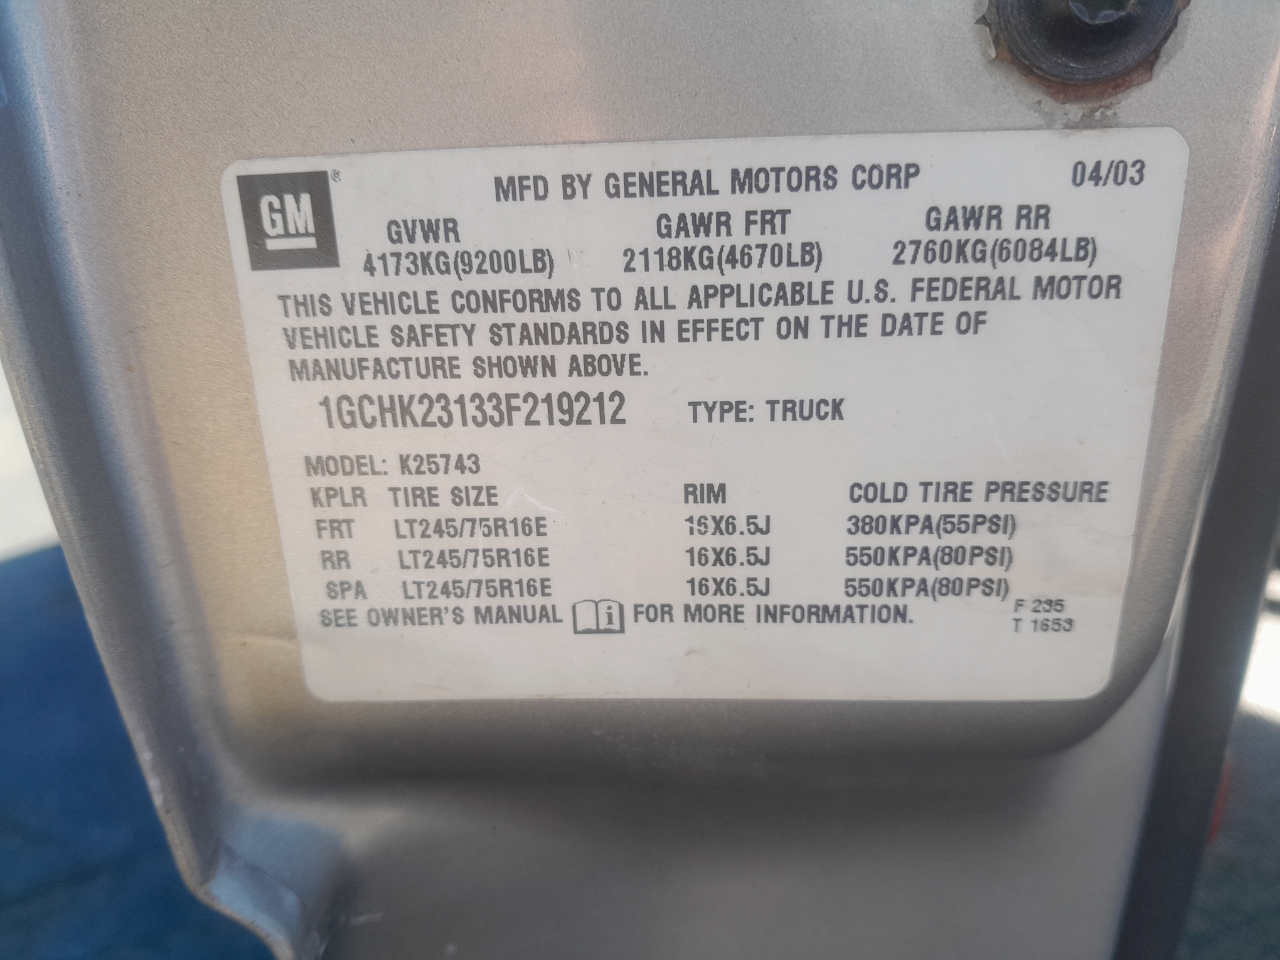 GM ® MFD BY GENERAL MOTORS CORP 04/03
GVWR GAWR FRT GAWR RR
4173KG(9200LB) 2118KG(4670LB) 2760KG(6084LB)
THIS VEHICLE CONFORMS TO ALL APPLICABLE U.S. FEDERAL MOTOR
VEHICLE SAFETY STANDARDS IN EFFECT ON THE DATE OF
MANUFACTURE SHOWN ABOVE.
1GCHK23133F219212 TYPE: TRUCK
MODEL: K25743
KPLR TIRE SIZE RIM COLD TIRE PRESSURE
FRT LT245/75R16E 16X6.5J 380KPA(55PSI)
RR LT245/75R16E 16X6.5J 550KPA(80PSI)
SPA LT245/75R16E 16X6.5J 550KPA(80PSI)
SEE OWNER'S MANUAL i FOR MORE INFORMATION.
F 235
T 1653